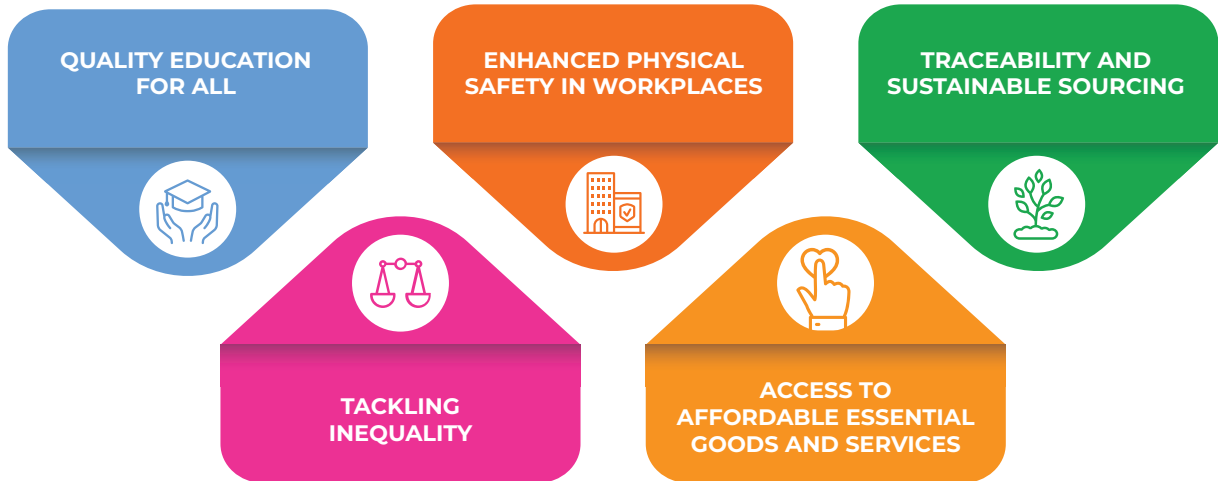 QUALITY EDUCATION
FOR ALL
ENHANCED PHYSICAL
SAFETY IN WORKPLACES
TRACEABILITY AND
SUSTAINABLE SOURCING
TACKLING
INEQUALITY
ACCESS TO
AFFORDABLE ESSENTIAL
GOODS AND SERVICES